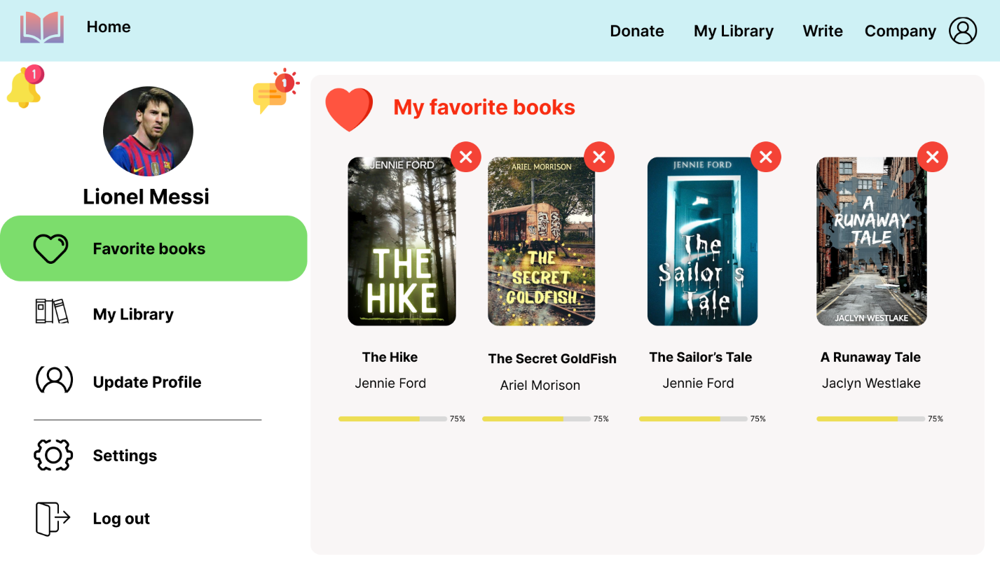 Home
Donate
My Library
Write
Company
1
1
Lionel Messi
Favorite books
My Library
Update Profile
Settings
Log out
My favorite books
JENNIE FORD
THE
HIKE
ARIEL MORRISON
THE
SECRET
GOLDFISH
JENNIE FORD
The
Sailor's
Tale
A
RUNAWAY
TALE
JACLYN WESTLAKE
The Hike
The Secret GoldFish
The Sailor’s Tale
A Runaway Tale
Jennie Ford
Ariel Morison
Jennie Ford
Jaclyn Westlake
75%
75%
75%
75%